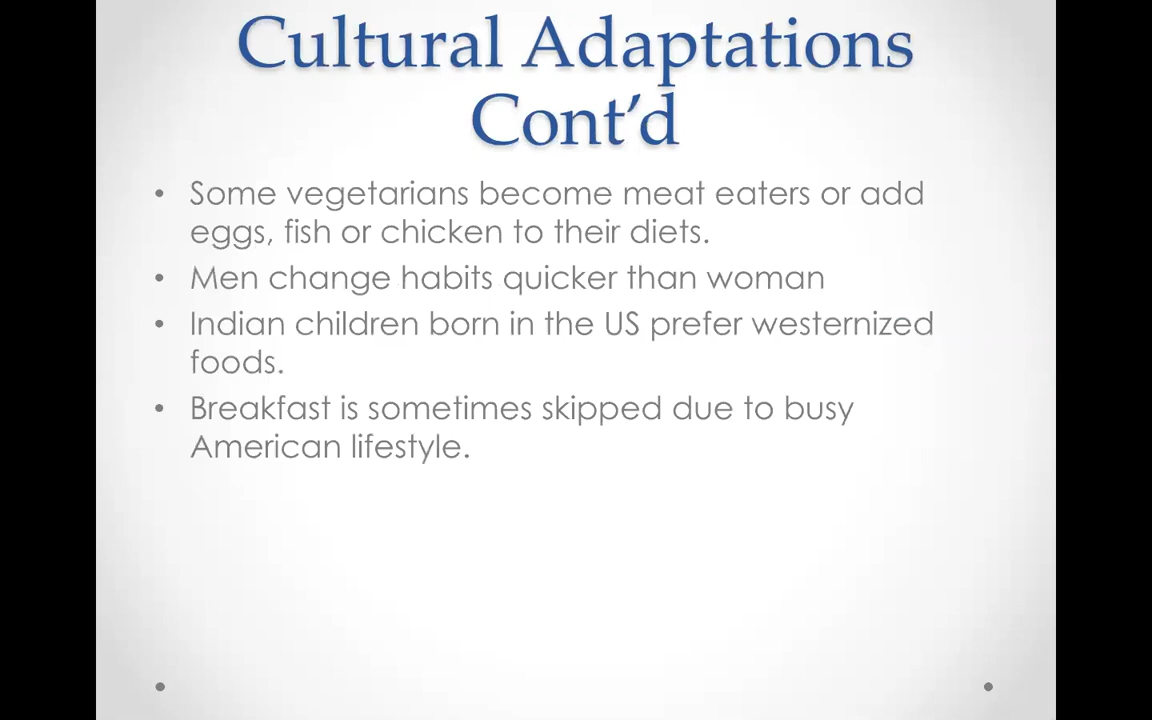 Cultural Adaptations
Cont’d
• Some vegetarians become meat eaters or add
eggs, fish or chicken to their diets.
• Men change habits quicker than woman
• Indian children born in the US prefer westernized
foods.
• Breakfast is sometimes skipped due to busy
American lifestyle.